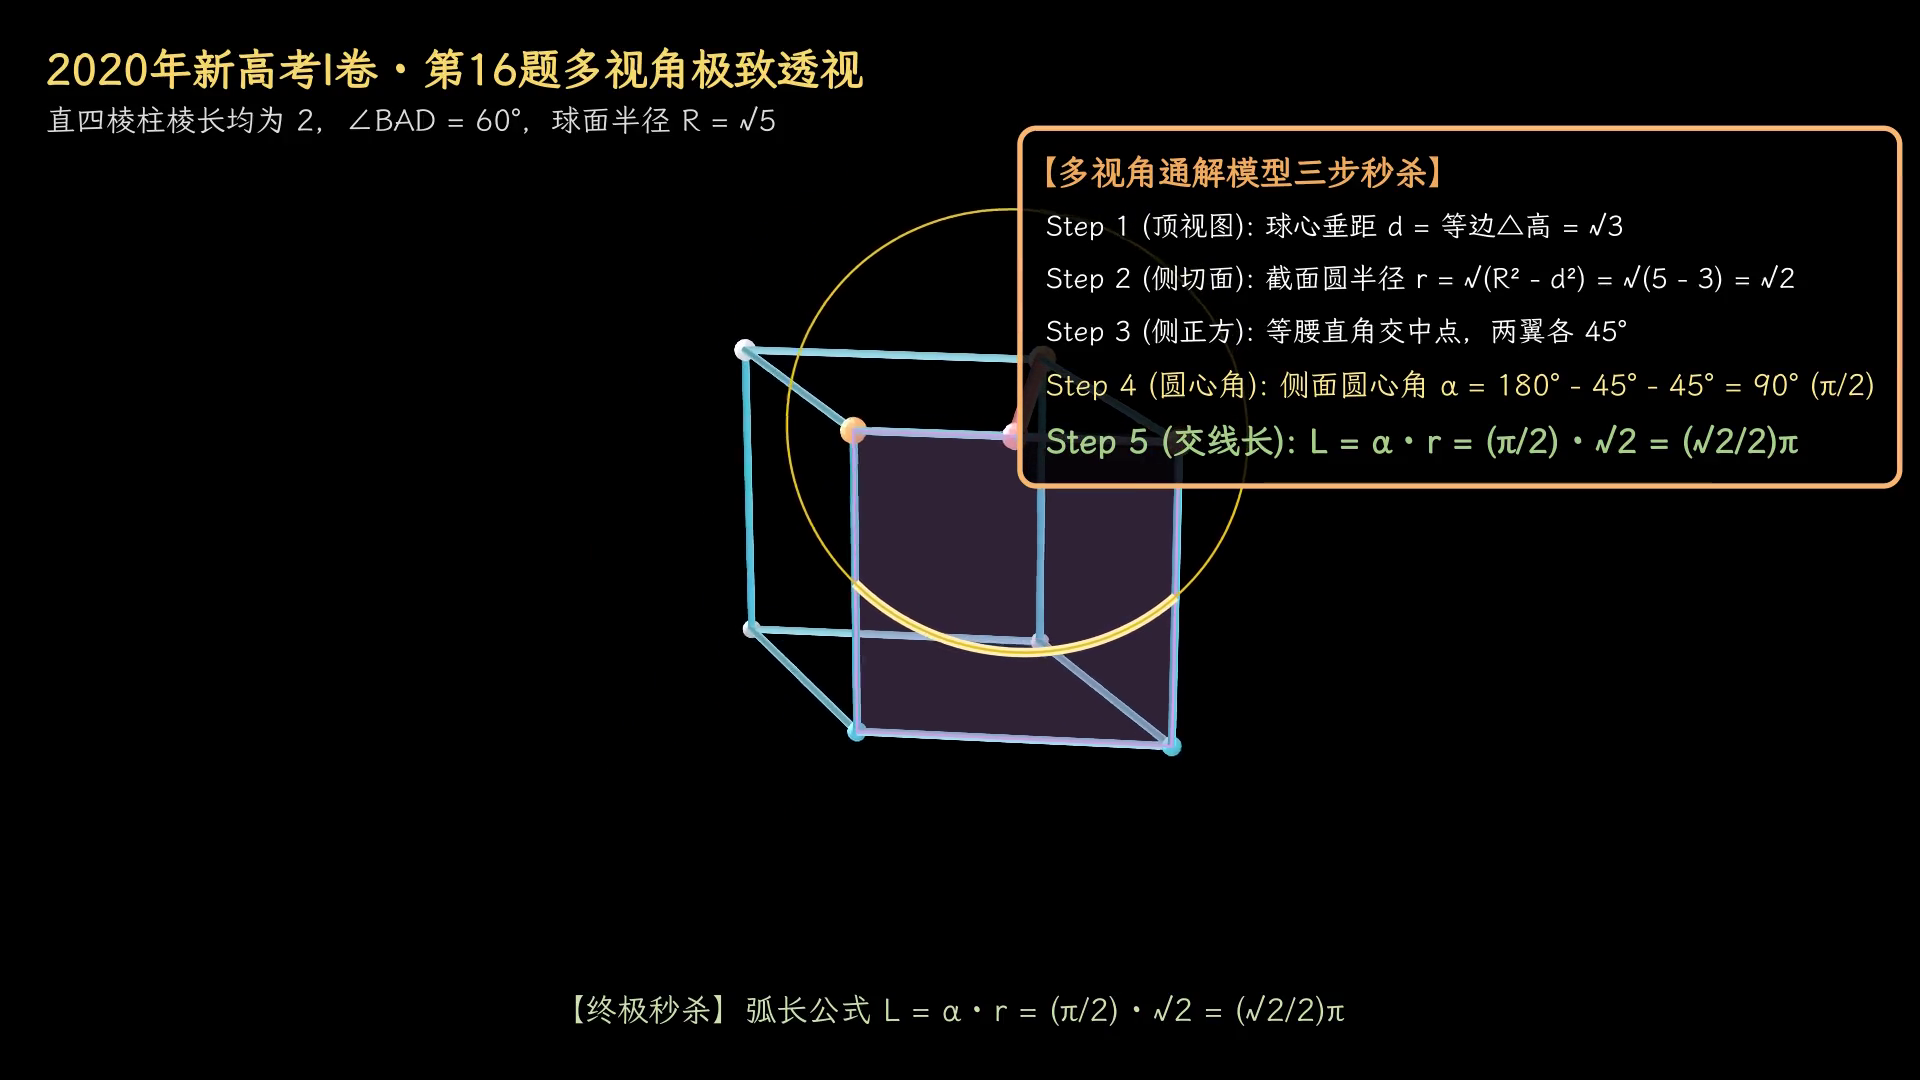 2020年新高考I卷·第16题多视角极致透视
直四棱柱棱长均为 2，∠BAD = 60°，球面半径 R = √5
【多视角通解模型三步秒杀】
Step 1 (顶视图): 球心垂距 d = 等边△高 = √3
Step 2 (侧切面): 截面圆半径 r = √(R² - d²) = √(5 - 3) = √2
Step 3 (侧正方): 等腰直角交中点，两翼各 45°
Step 4 (圆心角): 侧面圆心角 α = 180° - 45° - 45° = 90° (π/2)
Step 5 (交线长): L = α · r = (π/2) · √2 = (√2/2)π
【终极秒杀】弧长公式 L = α · r = (π/2) · √2 = (√2/2)π